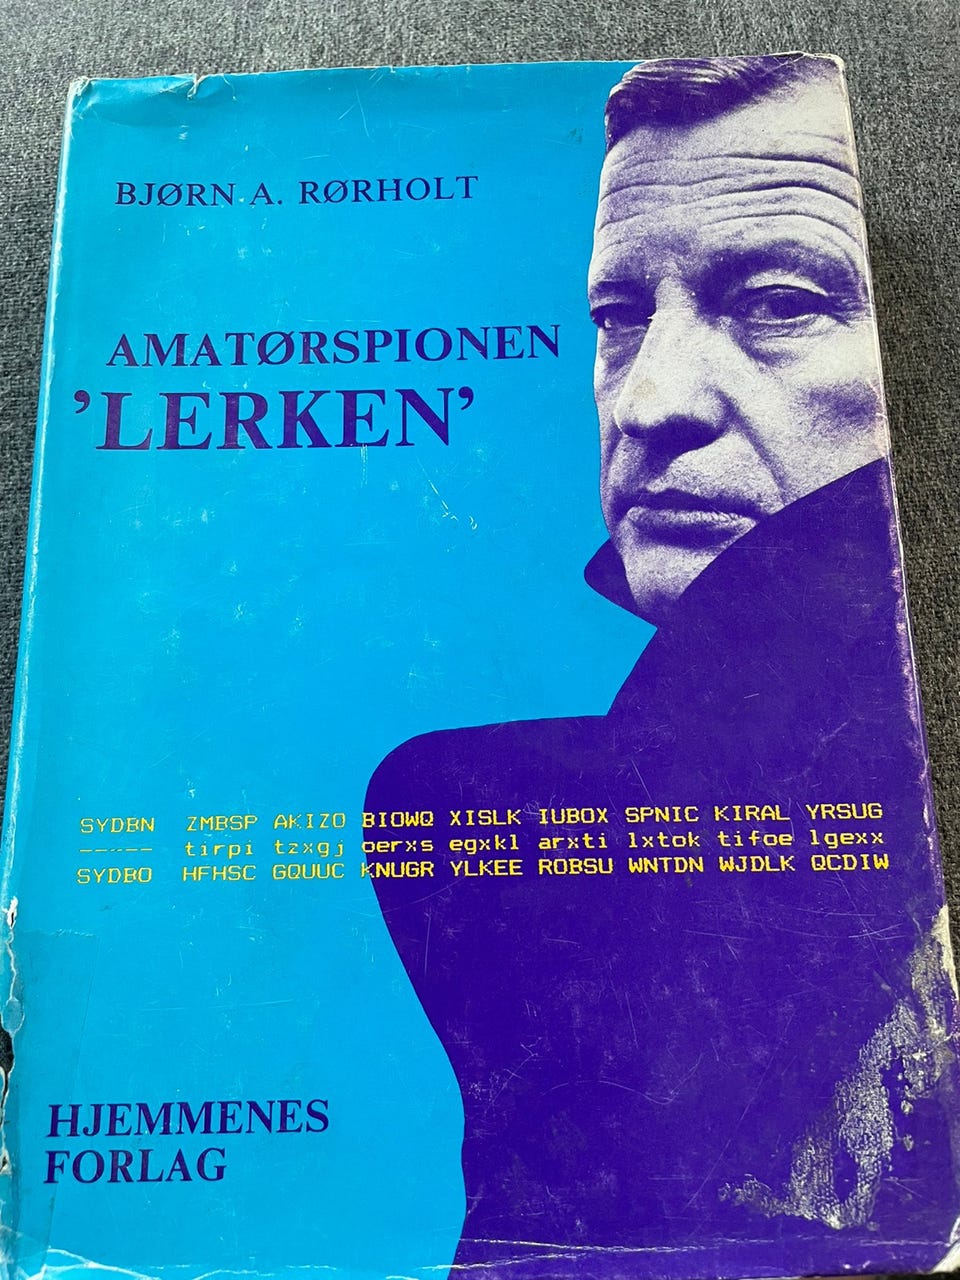 BJØRN A. RØRHOLT
AMATØRSPIONEN
’LERKEN’
SYDBN ZMBSP AKIZO BIOWQ XISLK IUBOX SPNIC KIRAL YRSUG
----- tirpi tzxgj oerxs egxkl arxti lxtok tifoe lgexx
SYDBO HFHSC GQUUC KNUGR YLKEE ROBSU WNTDN WJDLK QCDIW
HJEMMENES
FORLAG